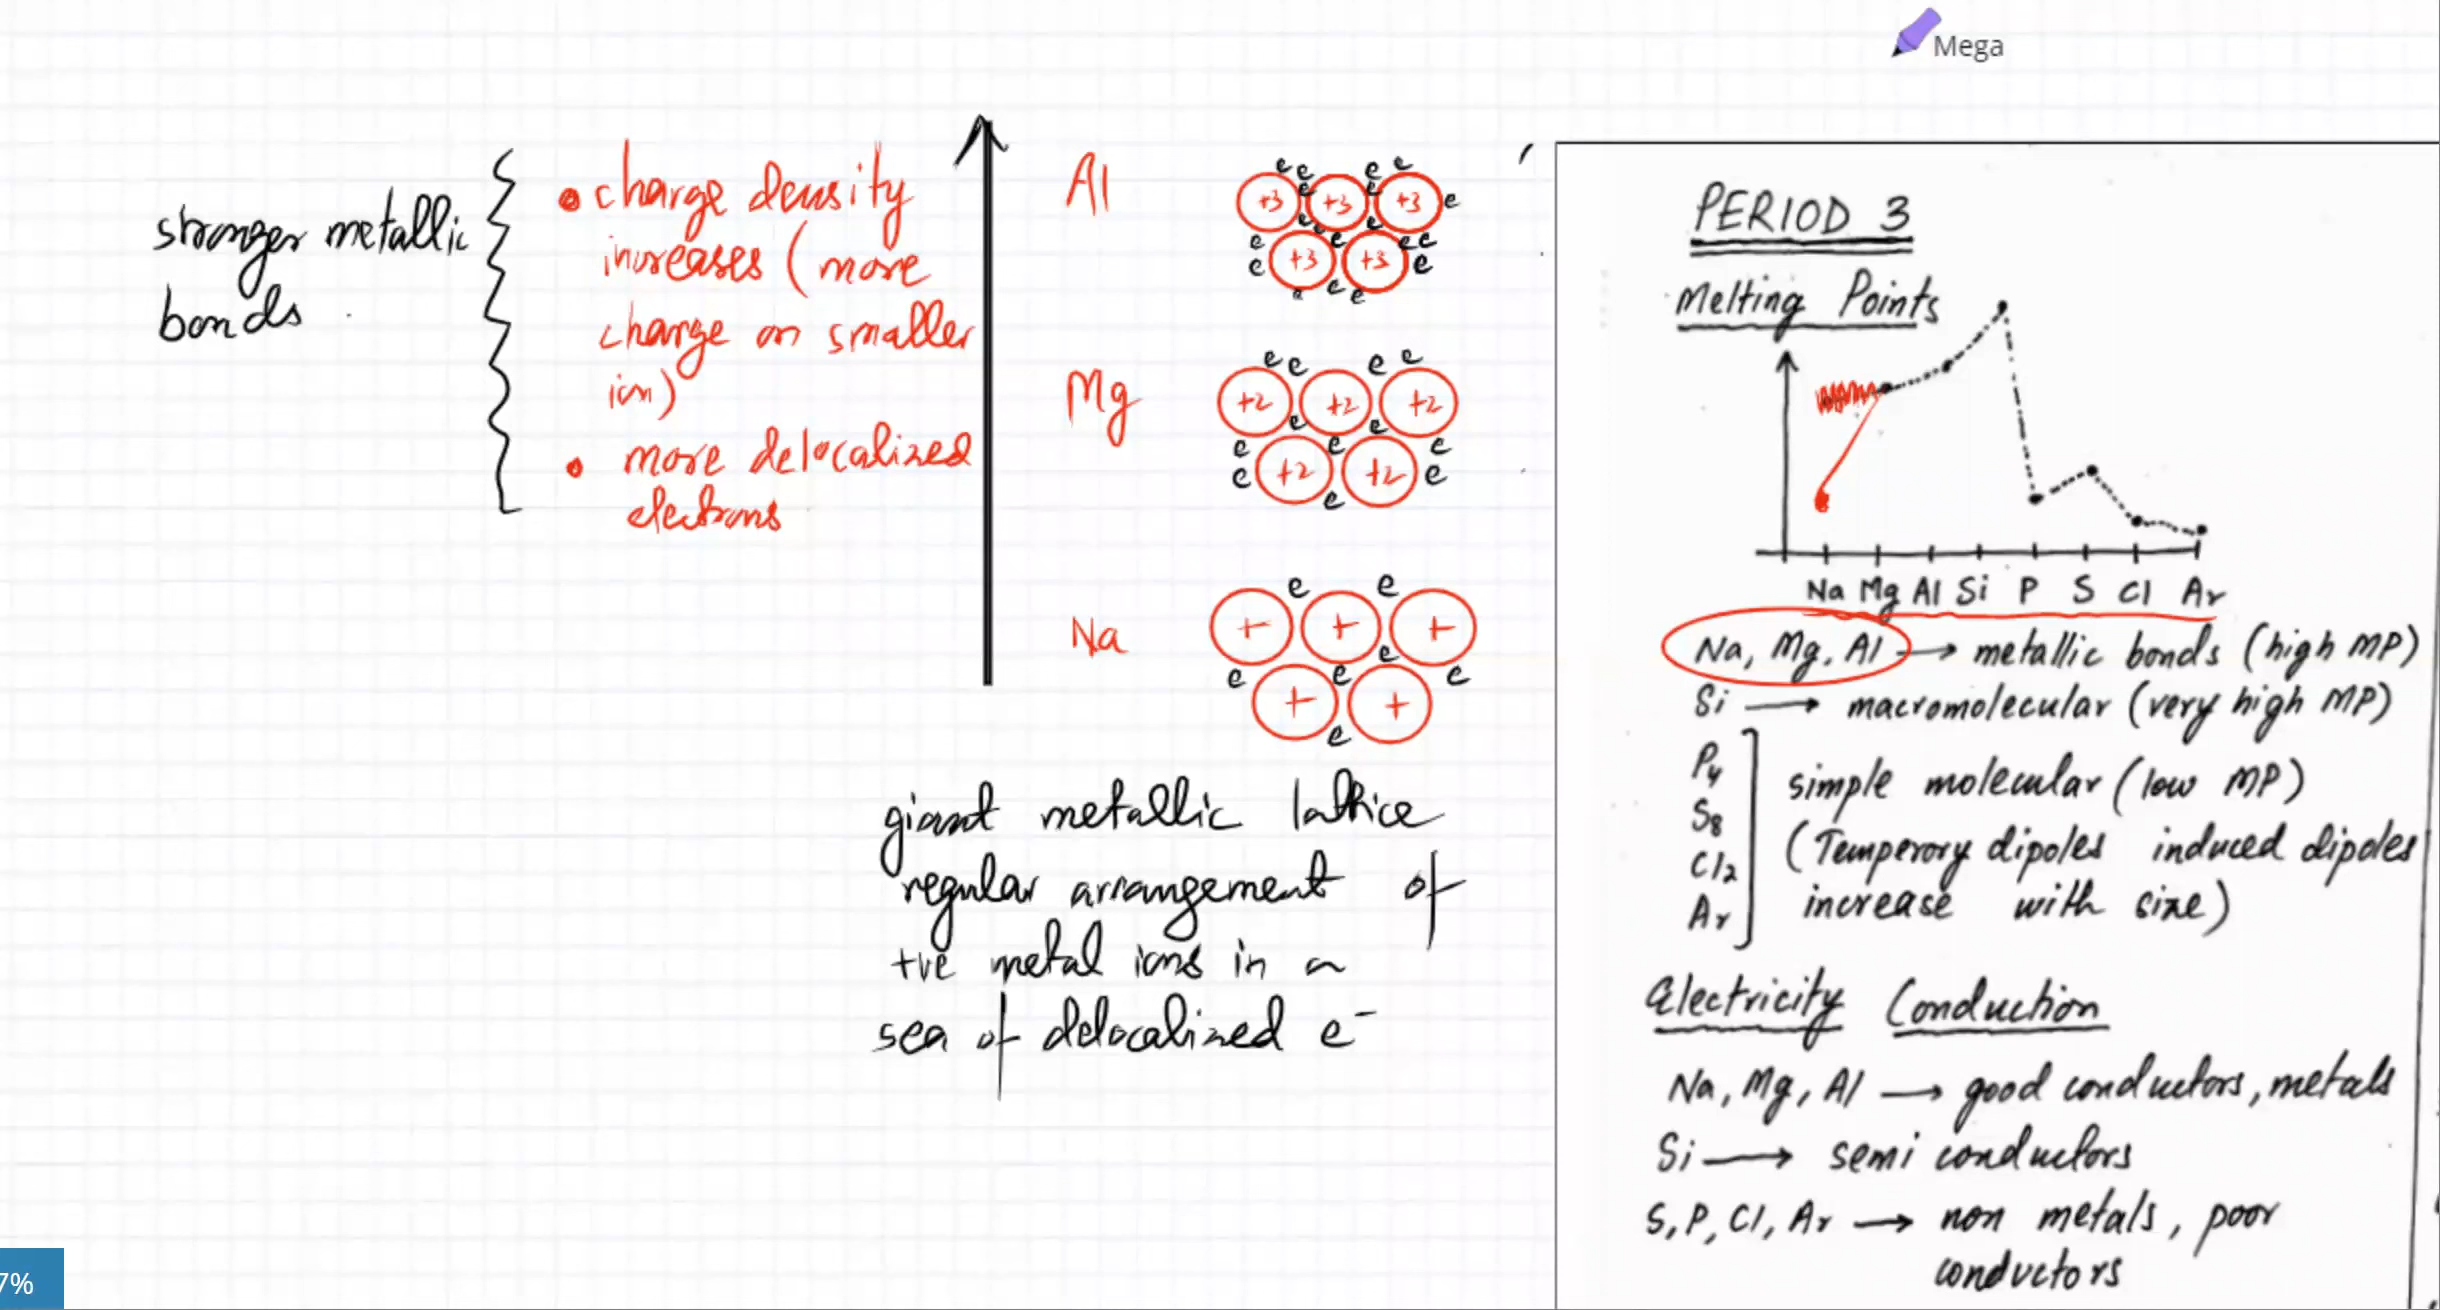 Mega
stronger metallic
bonds
• charge density
increases (more
charge on smaller
ion)
• more delocalized
electrons
Al
e e e e
+3 +3 +3 e
e e e e
e e e e e
e +3 +3 e
e e e
Mg
e e e e
+2 +2 +2
e e
e e e
e +2 +2 e
e
Na
e e
+ + +
e
e e e
+ +
e
giant metallic lattice
regular arrangement of
+ve metal ions in a
sea of delocalized e⁻
PERIOD 3
Melting Points
Na Mg Al Si P S Cl Ar
Na, Mg, Al → metallic bonds (high MP)
Si → macromolecular (very high MP)
P₄
S₈
Cl₂
Ar
simple molecular (low MP)
(Temperory dipoles induced dipoles
increase with size)
Electricity Conduction
Na, Mg, Al → good conductors, metals
Si → semi conductors
S, P, Cl, Ar → non metals, poor
conductors
7%